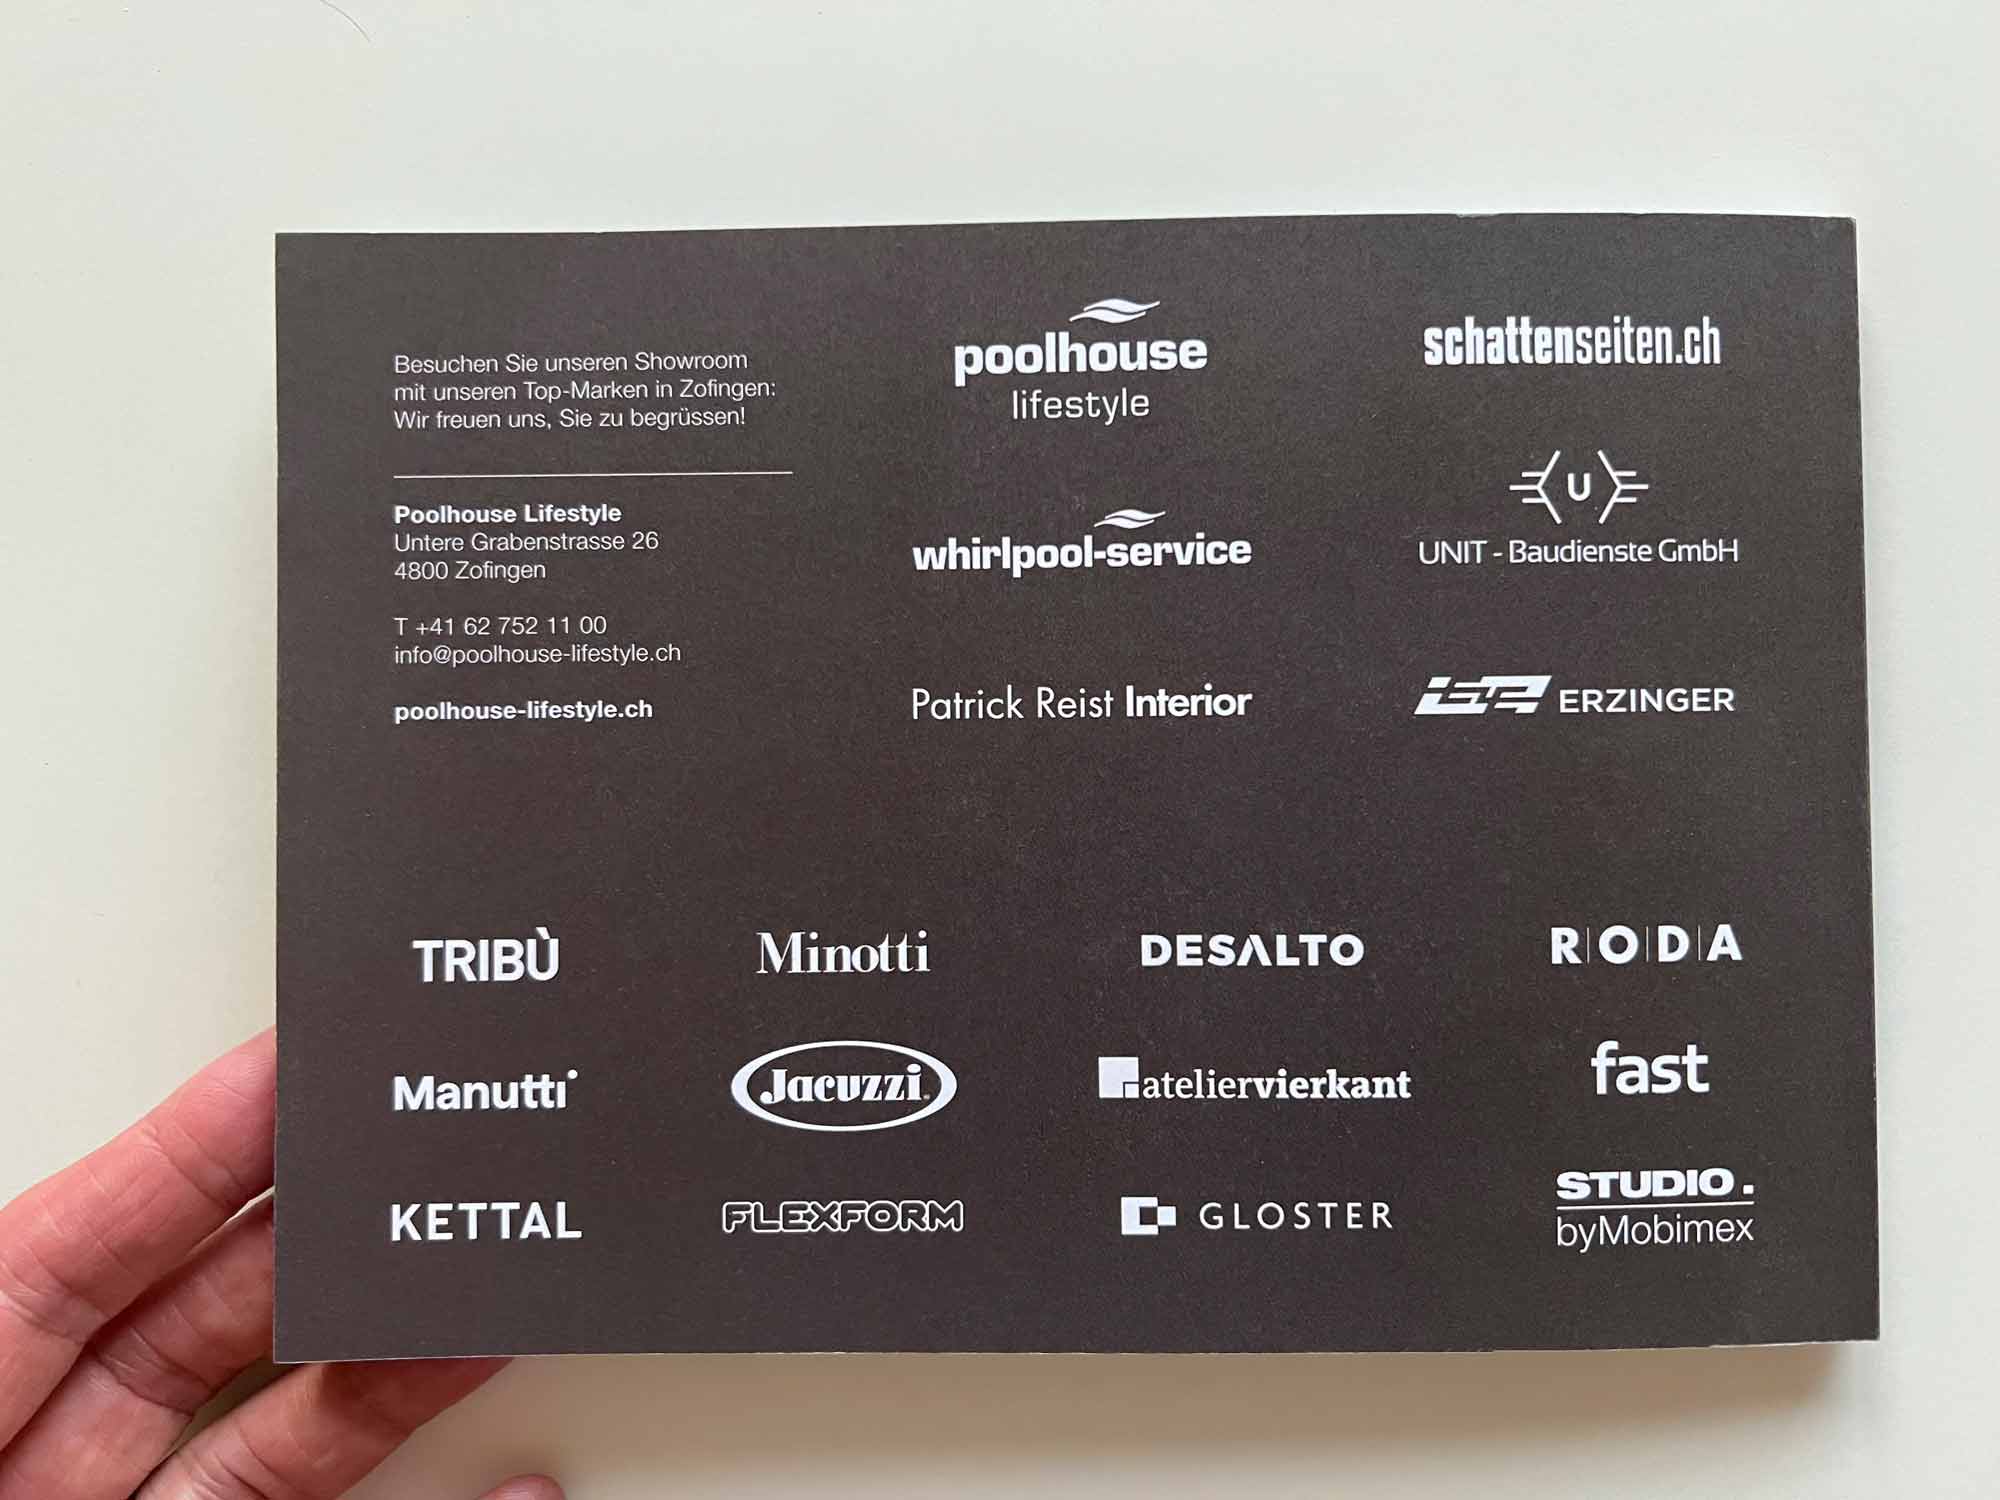 Besuchen Sie unseren Showroom
mit unseren Top-Marken in Zofingen:
Wir freuen uns, Sie zu begrüssen!
Poolhouse Lifestyle
Untere Grabenstrasse 26
4800 Zofingen
T +41 62 752 11 00
info@poolhouse-lifestyle.ch
poolhouse-lifestyle.ch
poolhouse
lifestyle
schattenseiten.ch
whirlpool-service
U
UNIT - Baudienste GmbH
Patrick Reist Interior
ERZINGER
TRIBÙ
Minotti
DESALTO
R|O|D|A
Manutti
Jacuzzi
ateliervierkant
fast
KETTAL
FLEXFORM
GLOSTER
STUDIO.
byMobimex